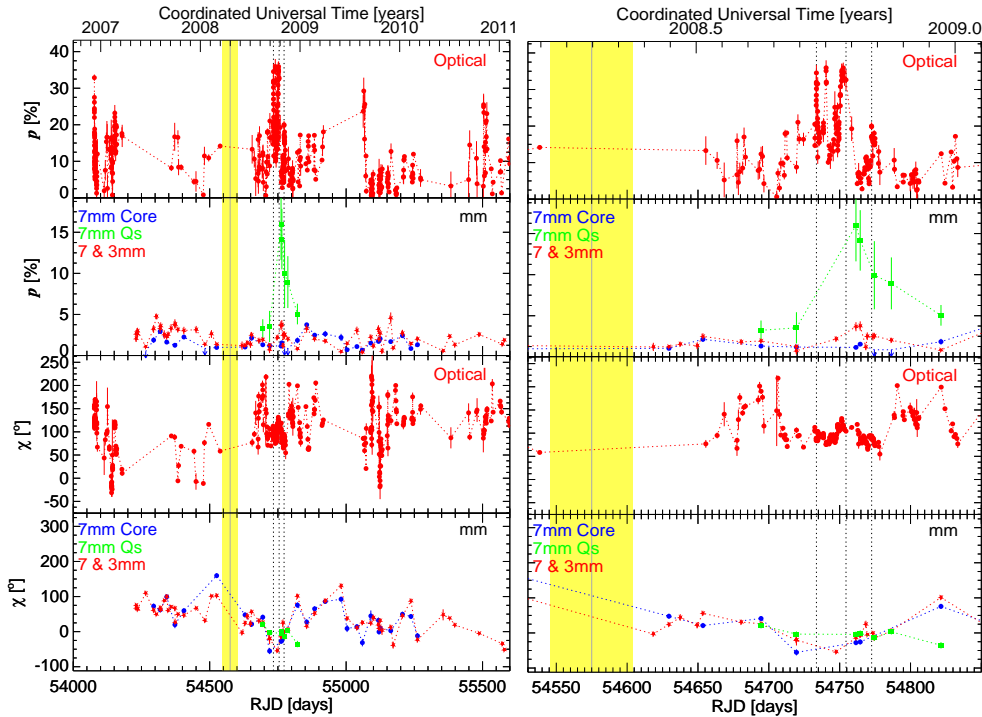 Coordinated Universal Time [years]
Coordinated Universal Time [years]
2007 2008 2009 2010 2011
2008.5 2009.0
40
30
20
10
0
p [%]
Optical
Optical
15
10
5
0
p [%]
7mm Core
7mm Qs
7 & 3mm
mm
7mm Core
7mm Qs
7 & 3mm
mm
250
200
150
100
50
0
-50
χ [º]
Optical
Optical
300
200
100
0
-100
χ [º]
7mm Core
7mm Qs
7 & 3mm
mm
7mm Core
7mm Qs
7 & 3mm
mm
54000 54500 55000 55500
54550 54600 54650 54700 54750 54800
RJD [days]
RJD [days]